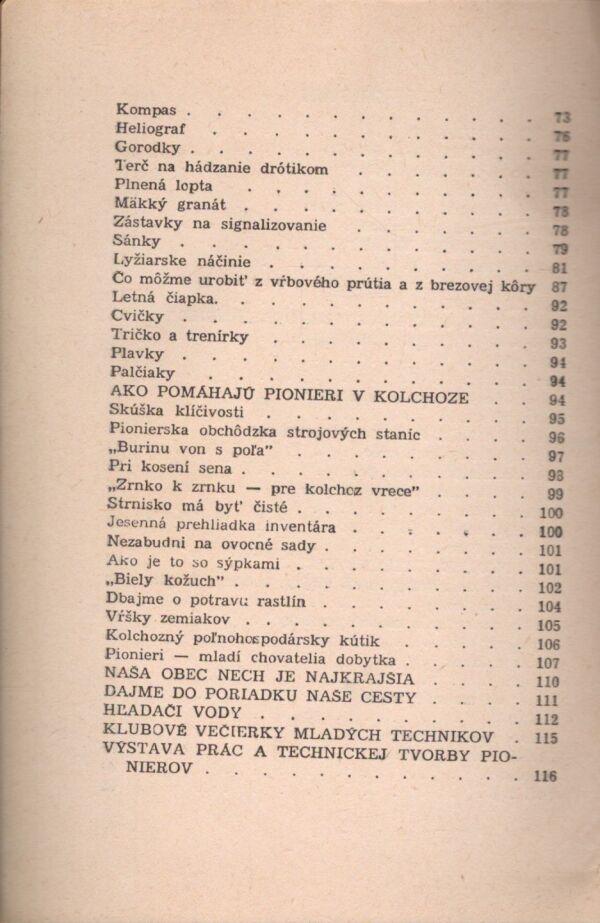 Kompas . . . . . . . . . . . . . . 73
Heliograf . . . . . . . . . . . . . 76
Gorodky . . . . . . . . . . . . . . 77
Terč na hádzanie drôtikom . . . . . . . 77
Plnená lopta . . . . . . . . . . . . 77
Mäkký granát . . . . . . . . . . . . 78
Zástavky na signalizovanie . . . . . . . 78
Sánky . . . . . . . . . . . . . . 79
Lyžiarske náčinie . . . . . . . . . . 81
Čo môžme urobiť z vŕbového prútia a z brezovej kôry 87
Letná čiapka. . . . . . . . . . . . . 92
Cvičky . . . . . . . . . . . . . . 92
Tričko a trenírky . . . . . . . . . . 93
Plavky . . . . . . . . . . . . . . 94
Palčiaky . . . . . . . . . . . . . 94
AKO POMÁHAJÚ PIONIERI V KOLCHOZE . . 94
Skúška klíčivosti . . . . . . . . . . 95
Pionierska obchôdzka strojových staníc . . . . 96
„Burinu von s poľa” . . . . . . . . . 97
Pri kosení sena . . . . . . . . . . . 98
„Zrnko k zrnku — pre kolchoz vrece” . . . . 99
Strnisko má byť čisté . . . . . . . . . 100
Jesenná prehliadka inventára . . . . . . 100
Nezabudni na ovocné sady . . . . . . . 101
Ako je to so sýpkami . . . . . . . . . 101
„Biely kožuch” . . . . . . . . . . . 102
Dbajme o potravu rastlín . . . . . . . . 104
Vŕšky zemiakov . . . . . . . . . . . 105
Kolchozný poľnohospodársky kútik . . . . . 106
Pionieri — mladí chovatelia dobytka . . . . . 107
NAŠA OBEC NECH JE NAJKRAJŠIA . . . . 110
DAJME DO PORIADKU NAŠE CESTY . . . . 111
HĽADAČI VODY . . . . . . . . . . 112
KLUBOVÉ VEČIERKY MLADÝCH TECHNIKOV . 115
VÝSTAVA PRÁC A TECHNICKEJ TVORBY PIO-
NIEROV . . . . . . . . . . . . . 116